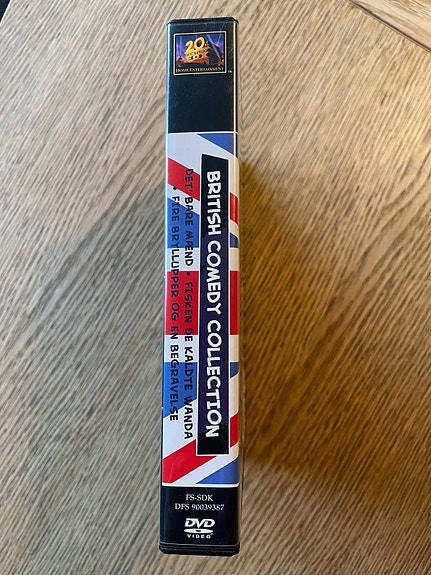 20th
CENTURY
FOX
HOME ENTERTAINMENT
BRITISH COMEDY COLLECTION
DET' BARE MÆND • FISKEN DE KALDTE WANDA
• FIRE BRYLLUPPER OG EN BEGRAVELSE
FS-SDK
DFS 90039387
DVD
VIDEO